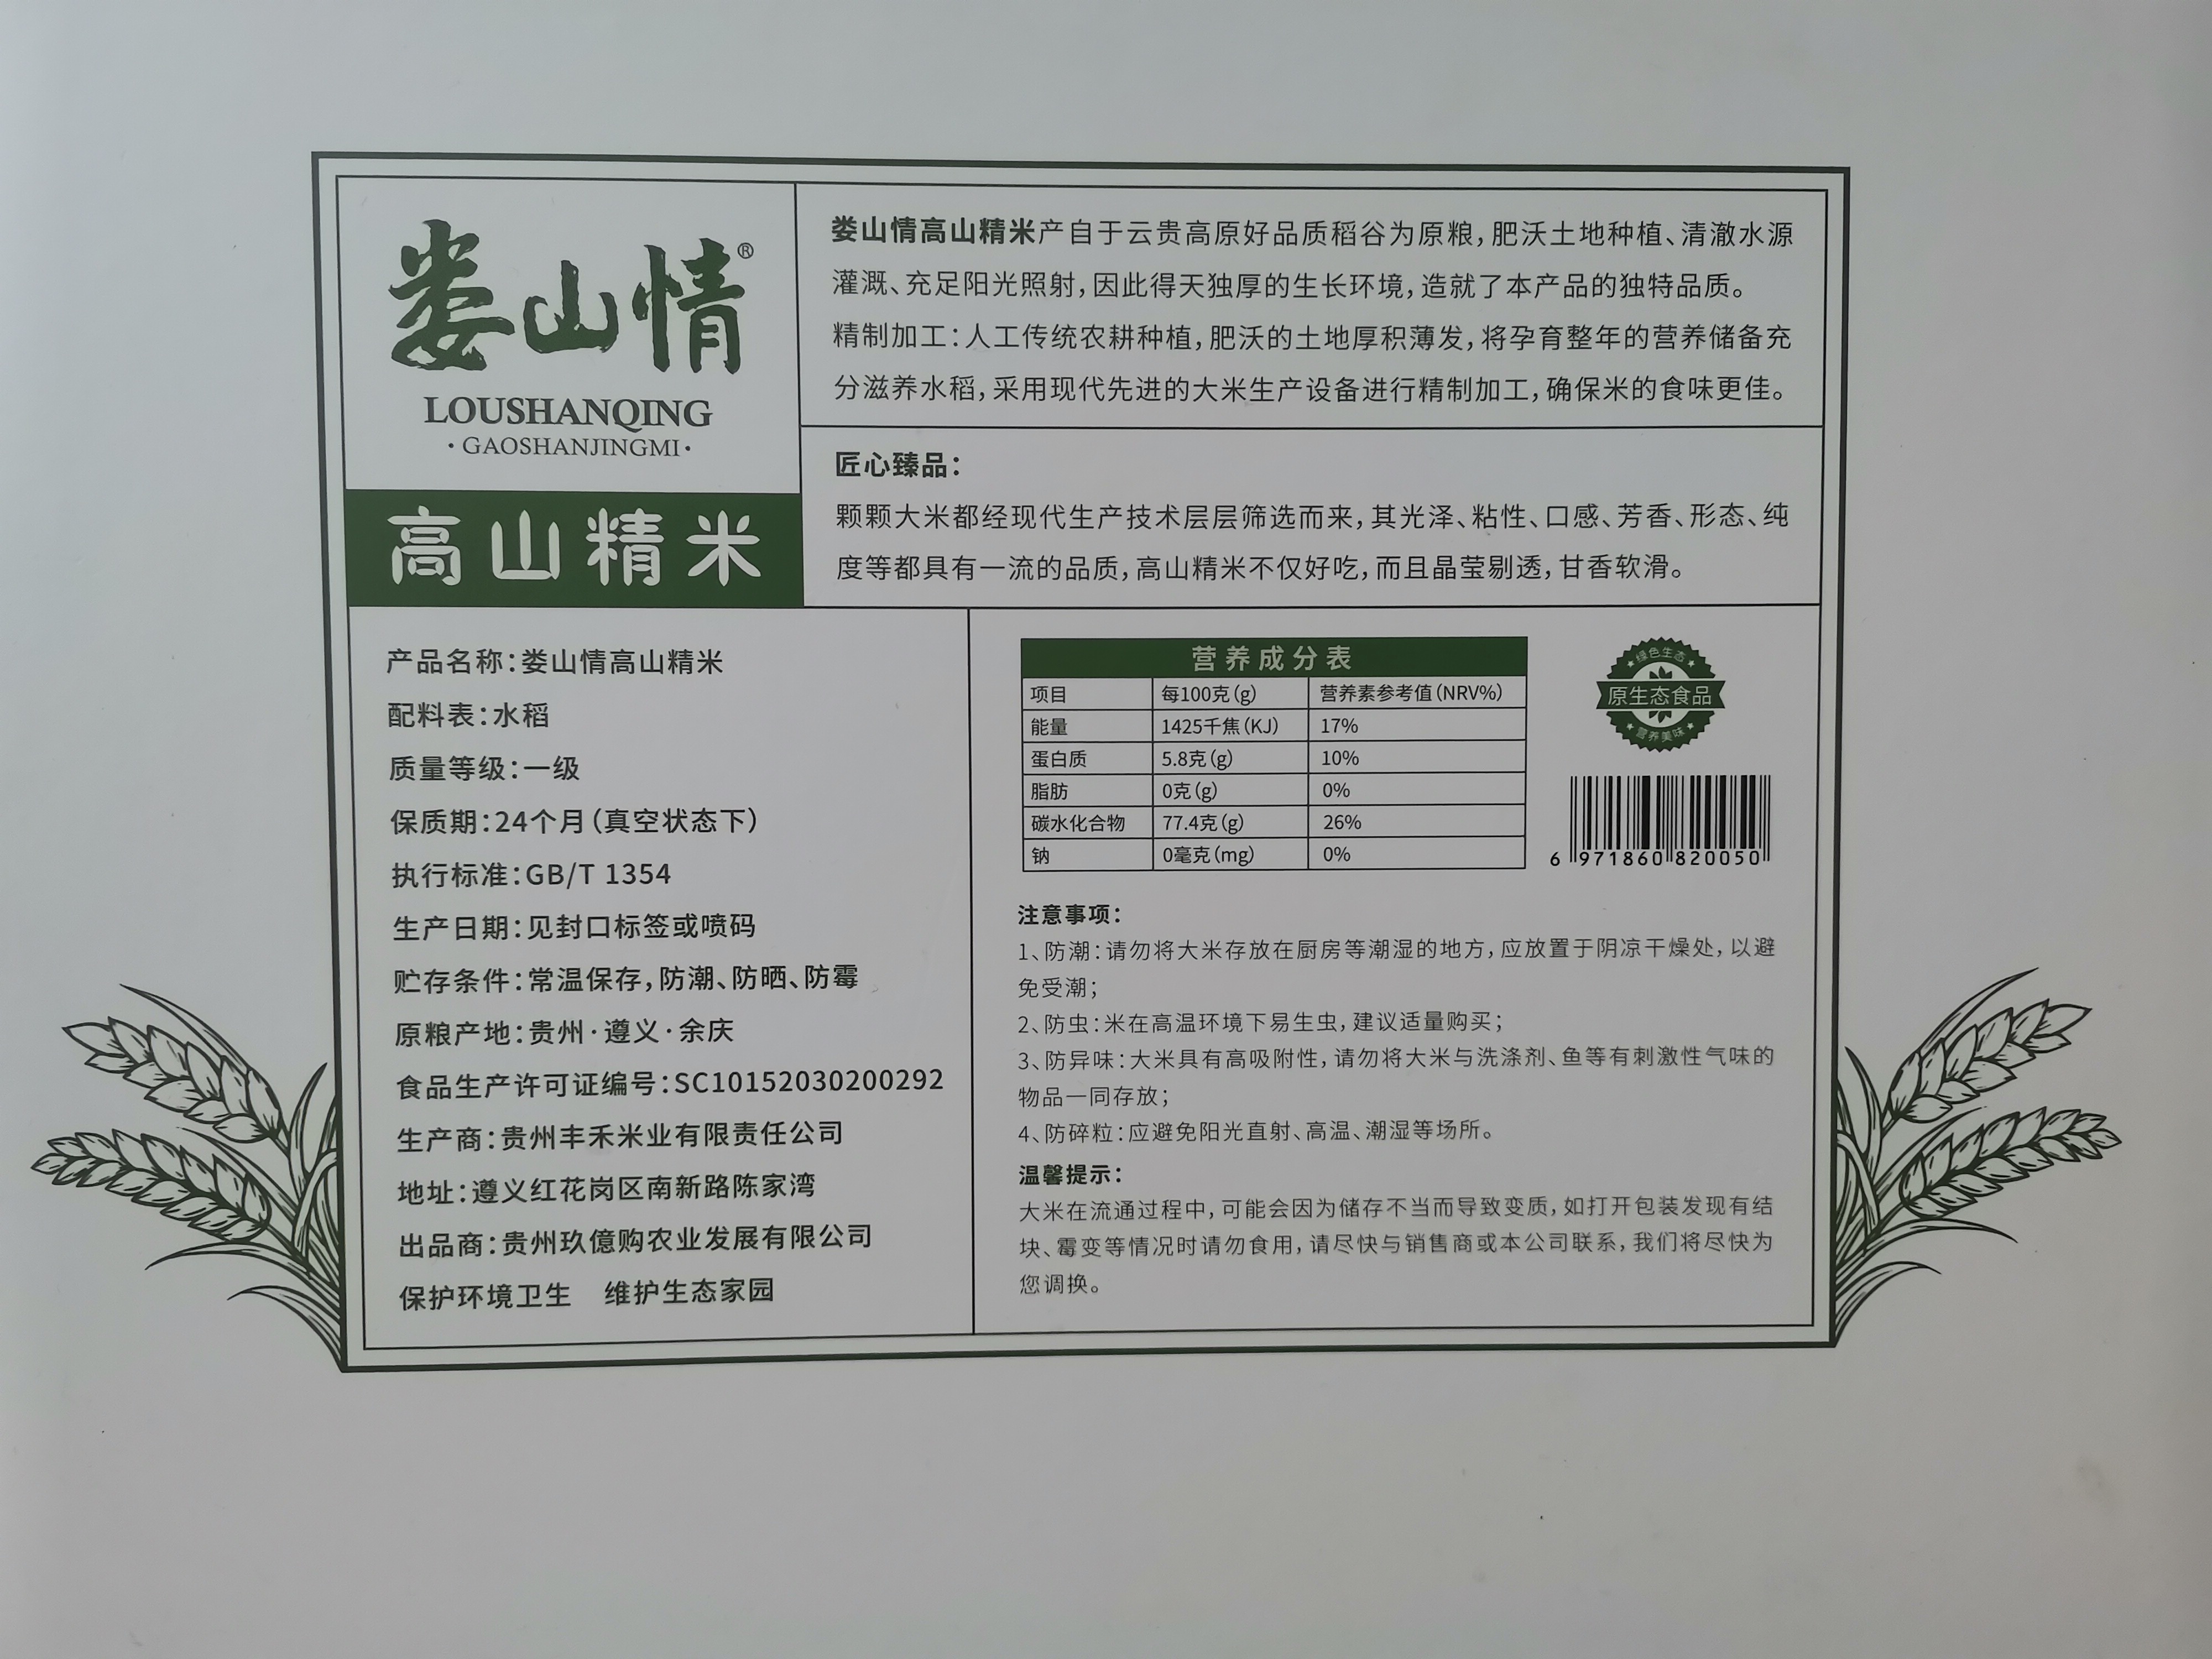 娄山情®
LOUSHANQING
·GAOSHANJINGMI·
高山精米
娄山情高山精米产自于云贵高原好品质稻谷为原粮，肥沃土地种植、清澈水源
灌溉、充足阳光照射，因此得天独厚的生长环境，造就了本产品的独特品质。
精制加工：人工传统农耕种植，肥沃的土地厚积薄发，将孕育整年的营养储备充
分滋养水稻，采用现代先进的大米生产设备进行精制加工，确保米的食味更佳。
匠心臻品：
颗颗大米都经现代生产技术层层筛选而来，其光泽、粘性、口感、芳香、形态、纯
度等都具有一流的品质，高山精米不仅好吃，而且晶莹剔透，甘香软滑。
产品名称：娄山情高山精米
配料表：水稻
质量等级：一级
保质期：24个月（真空状态下）
执行标准：GB/T 1354
生产日期：见封口标签或喷码
贮存条件：常温保存，防潮、防晒、防霉
原粮产地：贵州·遵义·余庆
食品生产许可证编号：SC10152030200292
生产商：贵州丰禾米业有限责任公司
地址：遵义红花岗区南新路陈家湾
出品商：贵州玖億购农业发展有限公司
保护环境卫生 维护生态家园
营养成分表
项目 每100克（g） 营养素参考值（NRV%）
能量 1425千焦（KJ） 17%
蛋白质 5.8克（g） 10%
脂肪 0克（g） 0%
碳水化合物 77.4克（g） 26%
钠 0毫克（mg） 0%
绿色生态
原生态食品
营养美味
6 971860 820050
注意事项：
1、防潮：请勿将大米存放在厨房等潮湿的地方，应放置于阴凉干燥处，以避
免受潮；
2、防虫：米在高温环境下易生虫，建议适量购买；
3、防异味：大米具有高吸附性，请勿将大米与洗涤剂、鱼等有刺激性气味的
物品一同存放；
4、防碎粒：应避免阳光直射、高温、潮湿等场所。
温馨提示：
大米在流通过程中，可能会因为储存不当而导致变质，如打开包装发现有结
块、霉变等情况时请勿食用，请尽快与销售商或本公司联系，我们将尽快为
您调换。